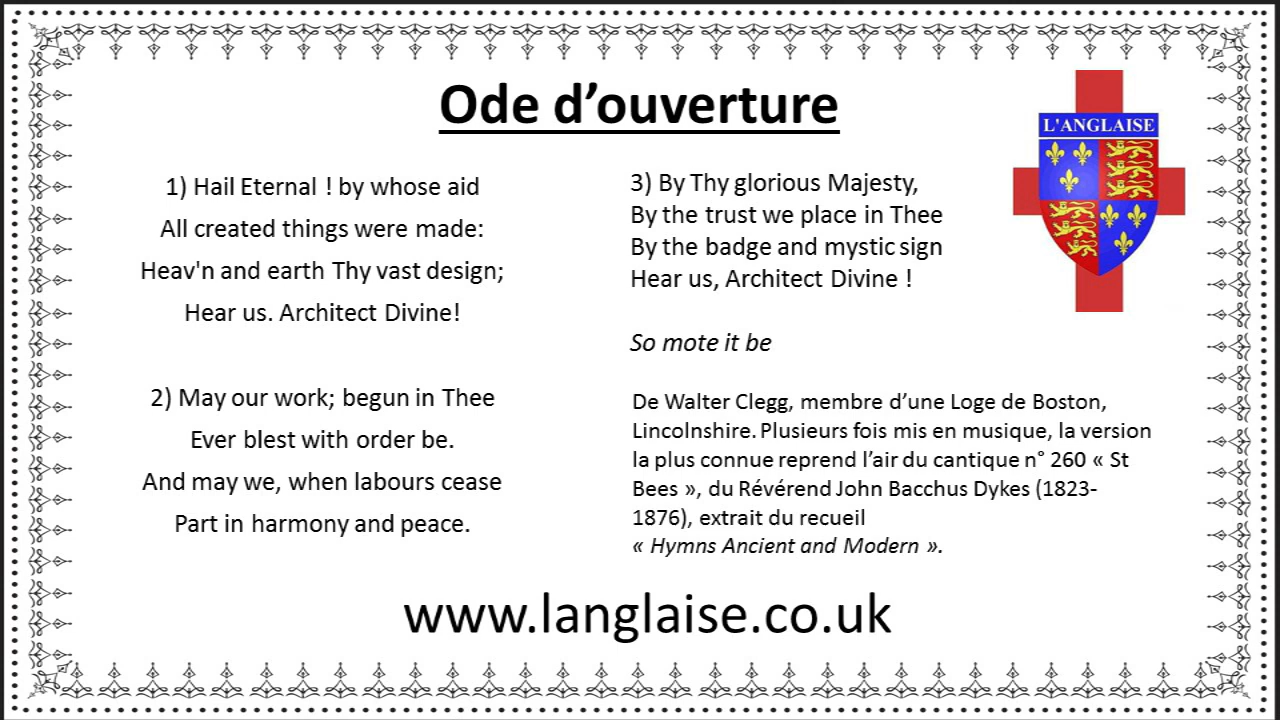 Ode d’ouverture
L'ANGLAISE
1) Hail Eternal ! by whose aid
All created things were made:
Heav'n and earth Thy vast design;
Hear us. Architect Divine!
2) May our work; begun in Thee
Ever blest with order be.
And may we, when labours cease
Part in harmony and peace.
3) By Thy glorious Majesty,
By the trust we place in Thee
By the badge and mystic sign
Hear us, Architect Divine !
So mote it be
De Walter Clegg, membre d’une Loge de Boston,
Lincolnshire. Plusieurs fois mis en musique, la version
la plus connue reprend l’air du cantique n° 260 « St
Bees », du Révérend John Bacchus Dykes (1823-
1876), extrait du recueil
« Hymns Ancient and Modern ».
www.langlaise.co.uk